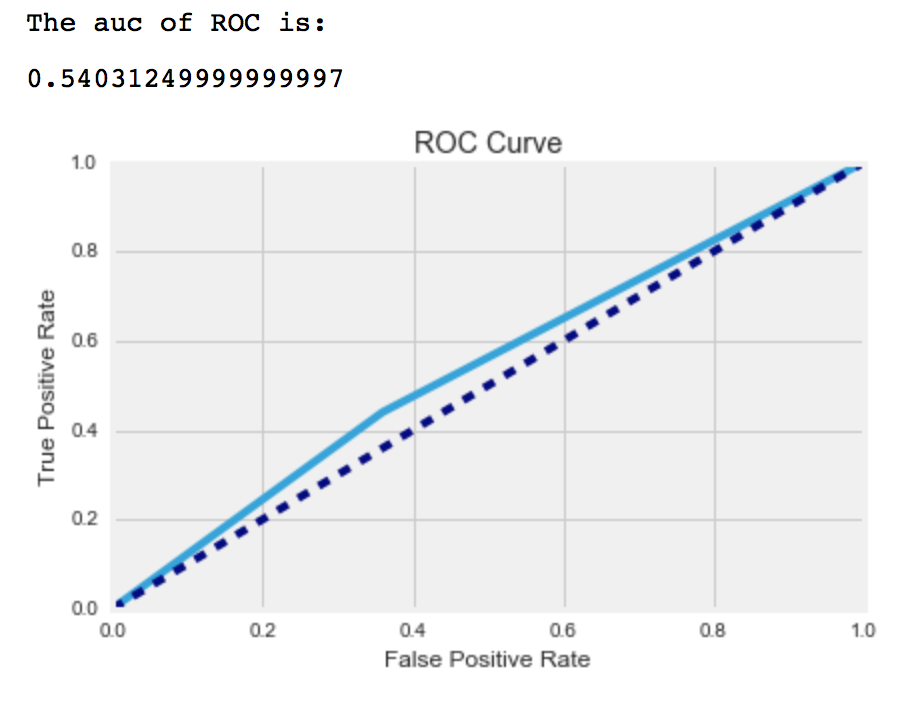 The auc of ROC is:
0.54031249999999997
ROC Curve
1.0
0.8
0.6
0.4
0.2
0.0
True Positive Rate
0.0 0.2 0.4 0.6 0.8 1.0
False Positive Rate